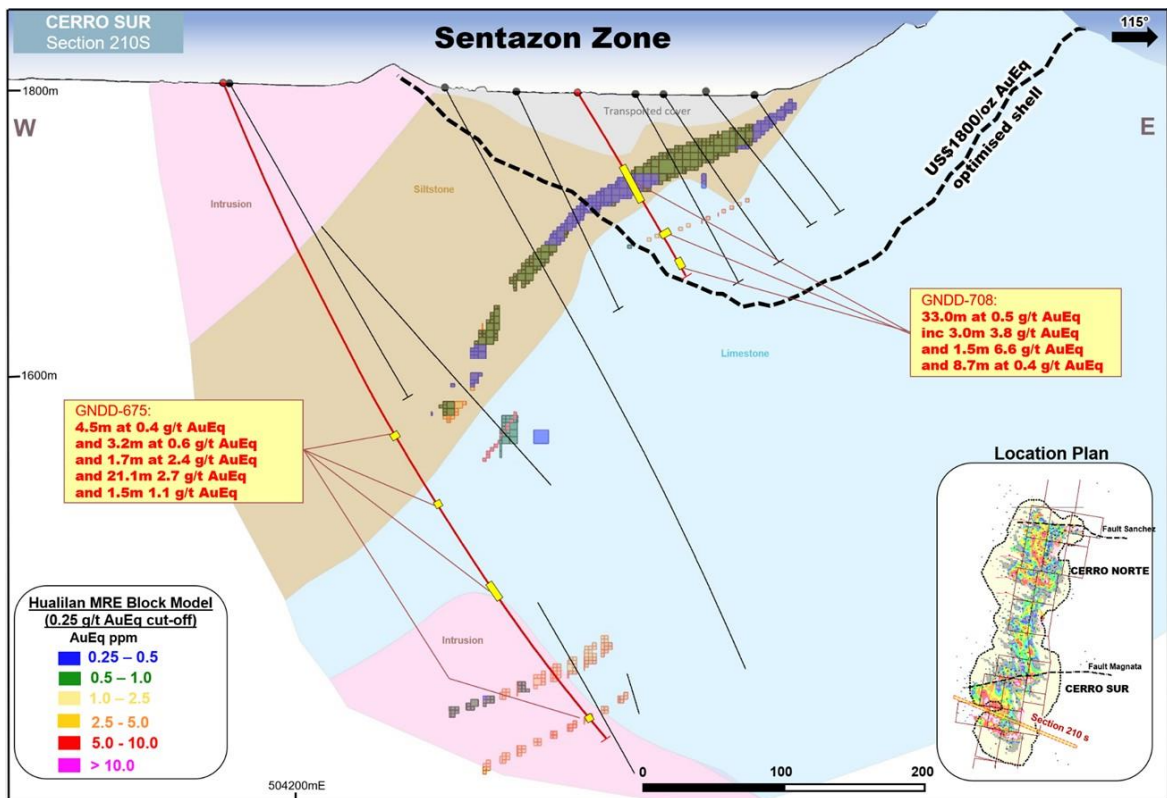 CERRO SUR
Section 210S
Sentazon Zone
115°
1800m
W
E
Transported cover
US$1800/oz AuEq
optimised shell
Siltstone
Intrusion
GNDD-708:
33.0m at 0.5 g/t AuEq
inc 3.0m 3.8 g/t AuEq
and 1.5m 6.6 g/t AuEq
and 8.7m at 0.4 g/t AuEq
Limestone
1600m
GNDD-675:
4.5m at 0.4 g/t AuEq
and 3.2m at 0.6 g/t AuEq
and 1.7m at 2.4 g/t AuEq
and 21.1m 2.7 g/t AuEq
and 1.5m 1.1 g/t AuEq
Location Plan
Fault Sanchez
CERRO NORTE
Fault Magnata
CERRO SUR
Section 210 s
Hualilan MRE Block Model
(0.25 g/t AuEq cut-off)
AuEq ppm
0.25 – 0.5
0.5 – 1.0
1.0 – 2.5
2.5 - 5.0
5.0 - 10.0
> 10.0
Intrusion
0 100 200
504200mE